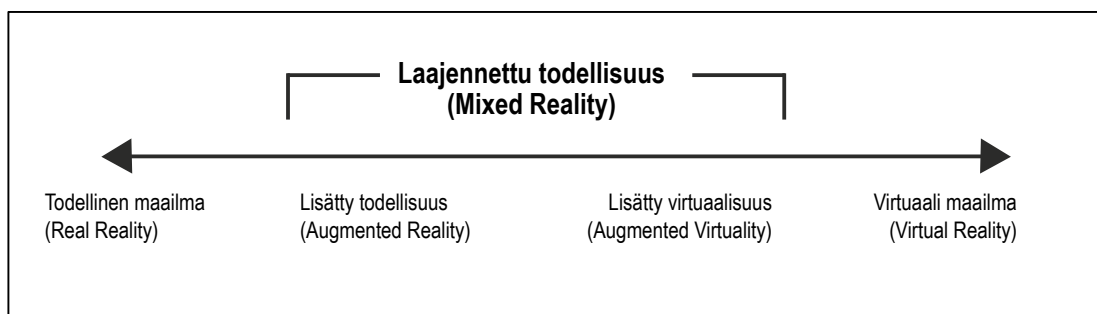 Laajennettu todellisuus
(Mixed Reality)
Todellinen maailma
(Real Reality)
Lisätty todellisuus
(Augmented Reality)
Lisätty virtuaalisuus
(Augmented Virtuality)
Virtuaali maailma
(Virtual Reality)